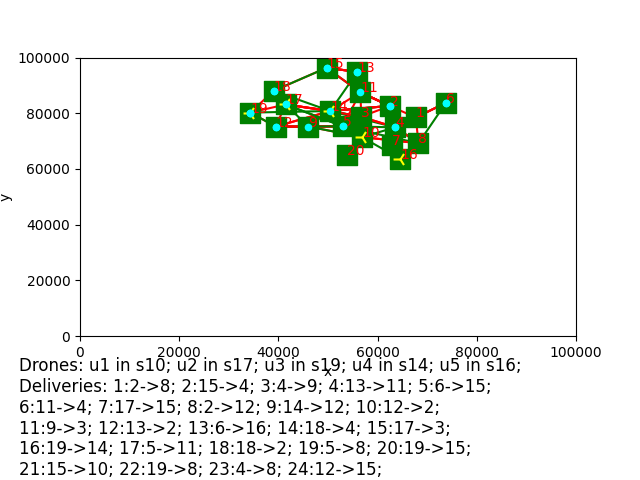 100000
80000
60000
40000
20000
0
y
0 20000 40000 60000 80000 100000
x
Drones: u1 in s10; u2 in s17; u3 in s19; u4 in s14; u5 in s16;
Deliveries: 1:2->8; 2:15->4; 3:4->9; 4:13->11; 5:6->15;
6:11->4; 7:17->15; 8:2->12; 9:14->12; 10:12->2;
11:9->3; 12:13->2; 13:6->16; 14:18->4; 15:17->3;
16:19->14; 17:5->11; 18:18->2; 19:5->8; 20:19->15;
21:15->10; 22:19->8; 23:4->8; 24:12->15;